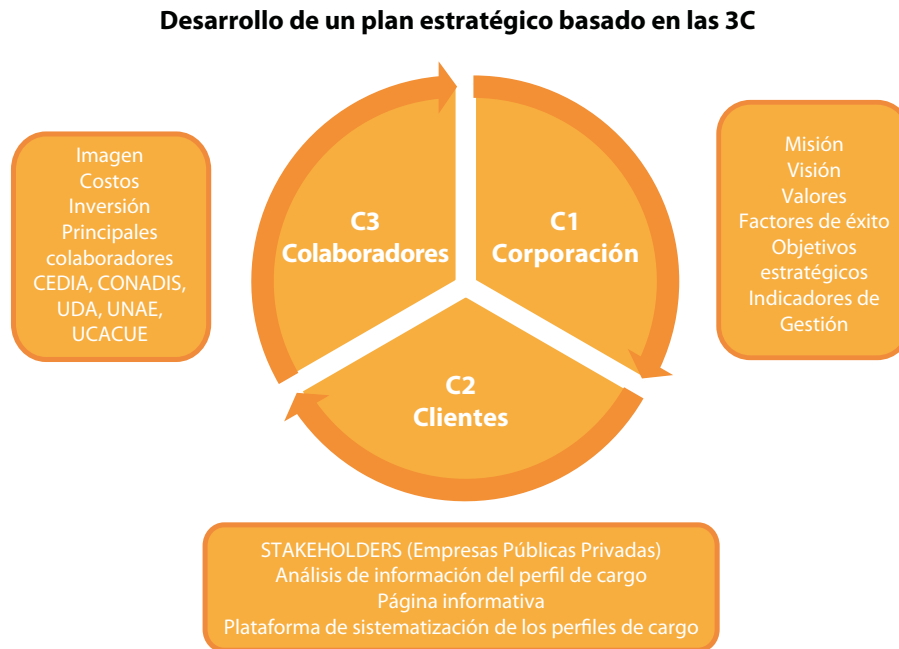 Desarrollo de un plan estratégico basado en las 3C
Imagen
Costos
Inversión
Principales
colaboradores
CEDIA, CONADIS,
UDA, UNAE,
UCACUE
C3
Colaboradores
C1
Corporación
Misión
Visión
Valores
Factores de éxito
Objetivos
estratégicos
Indicadores de
Gestión
C2
Clientes
STAKEHOLDERS (Empresas Públicas Privadas)
Análisis de información del perfil de cargo
Página informativa
Plataforma de sistematización de los perfiles de cargo